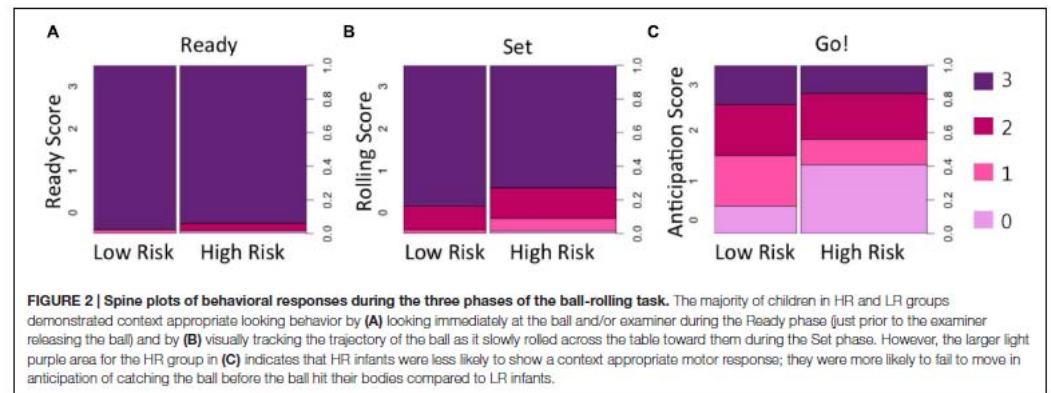 A
Ready
B
Set
C
Go!
Ready Score
0 1 2 3
0.0 0.2 0.4 0.6 0.8 1.0
Low Risk High Risk
Rolling Score
0 1 2 3
0.0 0.2 0.4 0.6 0.8 1.0
Low Risk High Risk
Anticipation Score
0 1 2 3
0.0 0.2 0.4 0.6 0.8 1.0
Low Risk High Risk
3
2
1
0
FIGURE 2 | Spine plots of behavioral responses during the three phases of the ball-rolling task. The majority of children in HR and LR groups
demonstrated context appropriate looking behavior by (A) looking immediately at the ball and/or examiner during the Ready phase (just prior to the examiner
releasing the ball) and by (B) visually tracking the trajectory of the ball as it slowly rolled across the table toward them during the Set phase. However, the larger light
purple area for the HR group in (C) indicates that HR infants were less likely to show a context appropriate motor response; they were more likely to fail to move in
anticipation of catching the ball before the ball hit their bodies compared to LR infants.